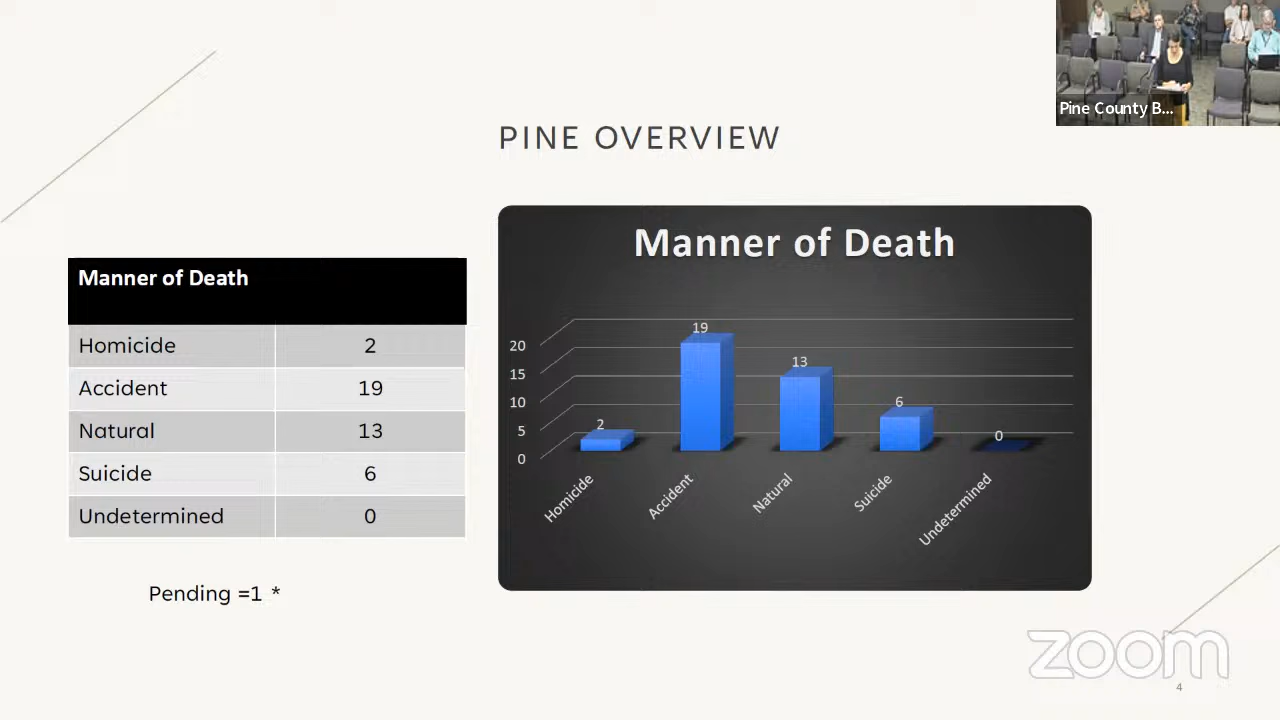 Pine County B...
PINE OVERVIEW
Manner of Death
Homicide 2
Accident 19
Natural 13
Suicide 6
Undetermined 0
Pending =1 *
Manner of Death
20
15
10
5
0
2
19
13
6
0
Homicide
Accident
Natural
Suicide
Undetermined
zoom
4